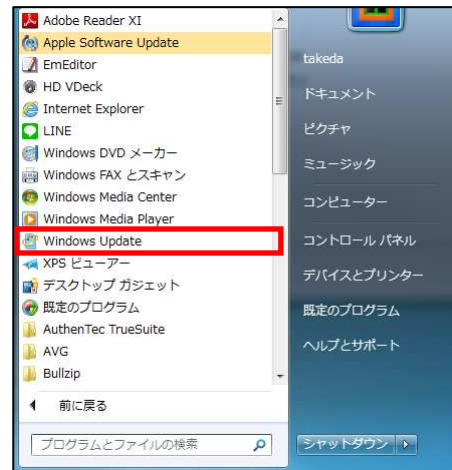 Adobe Reader XI
Apple Software Update
EmEditor
HD VDeck
Internet Explorer
LINE
Windows DVD メーカー
Windows FAX とスキャン
Windows Media Center
Windows Media Player
Windows Update
XPS ビューアー
デスクトップ ガジェット
既定のプログラム
AuthenTec TrueSuite
AVG
Bullzip
前に戻る
プログラムとファイルの検索
takeda
ドキュメント
ピクチャ
ミュージック
コンピューター
コントロール パネル
デバイスとプリンター
既定のプログラム
ヘルプとサポート
シャットダウン